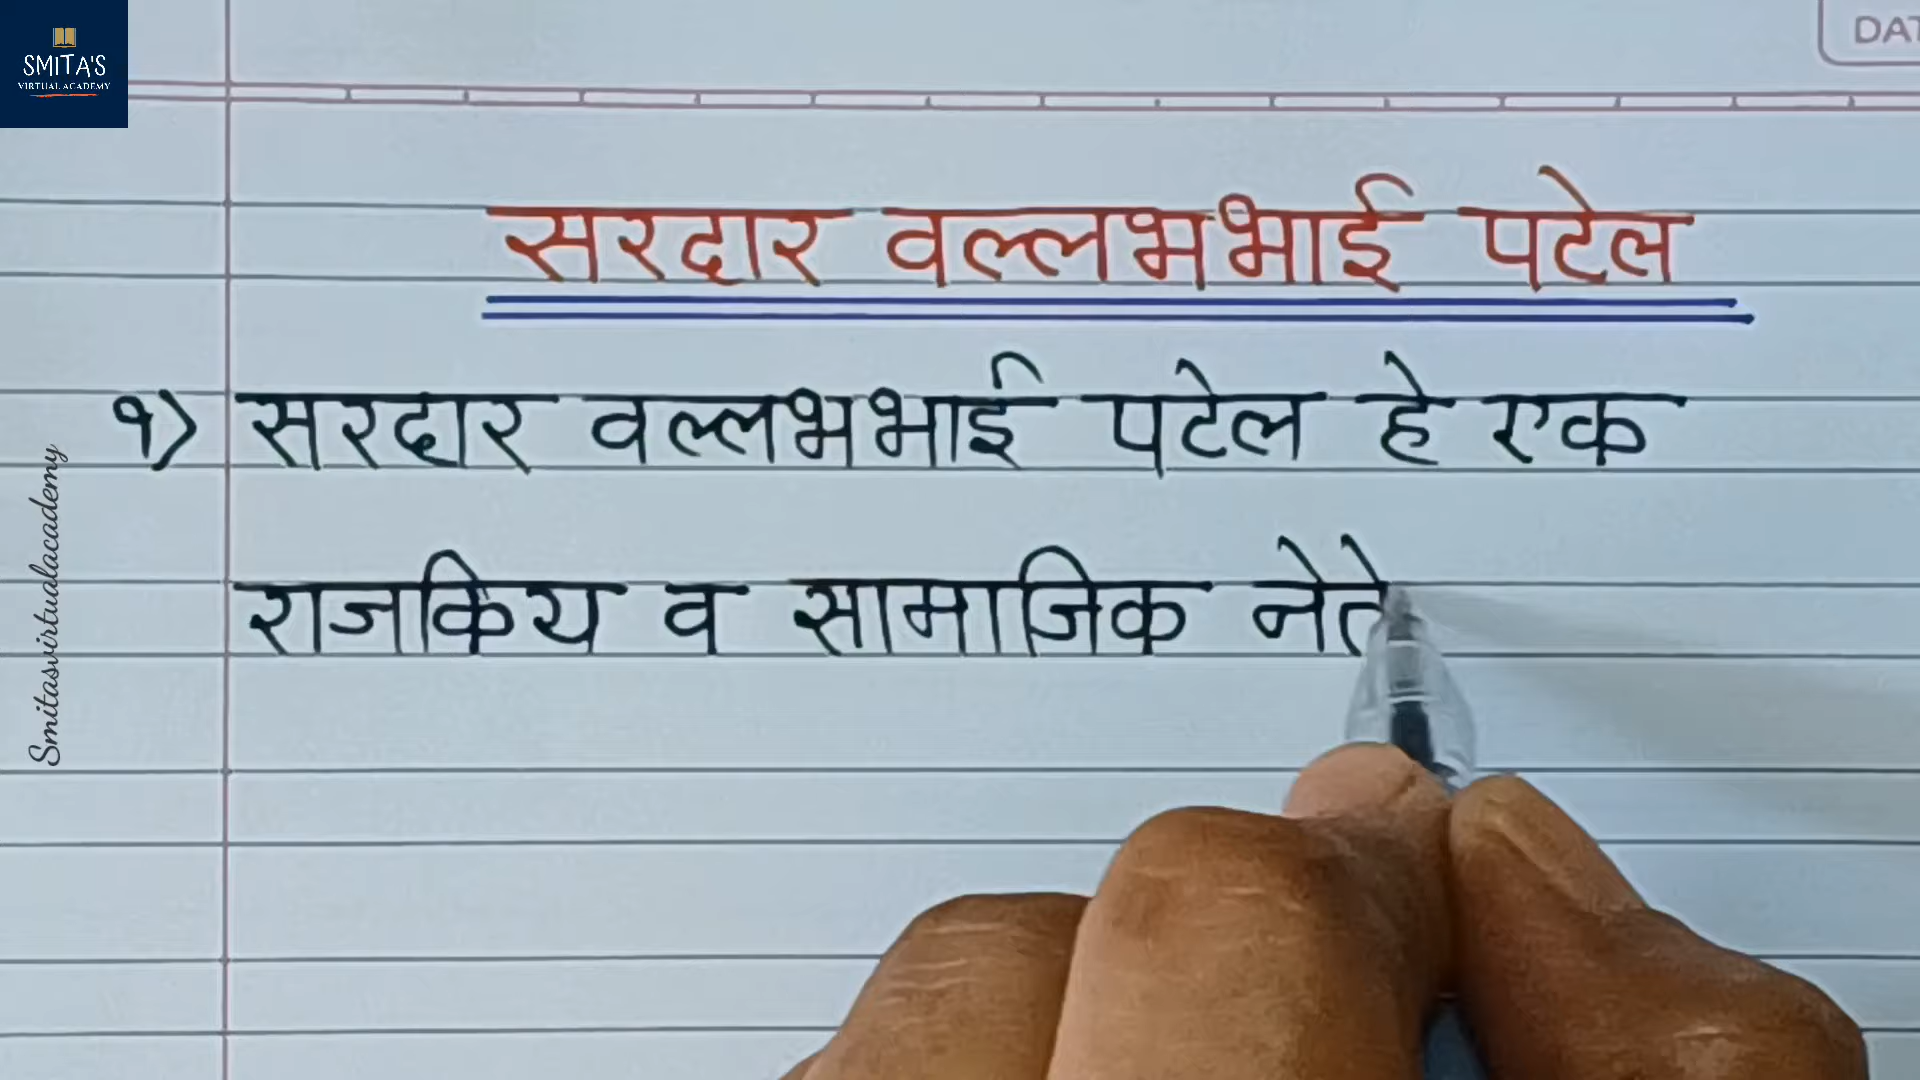 SMITA'S
VIRTUAL ACADEMY
DAT
सरदार वल्लभभाई पटेल
१) सरदार वल्लभभाई पटेल हे एक
राजकिय व सामाजिक नेते
Smitasvirtualacademy